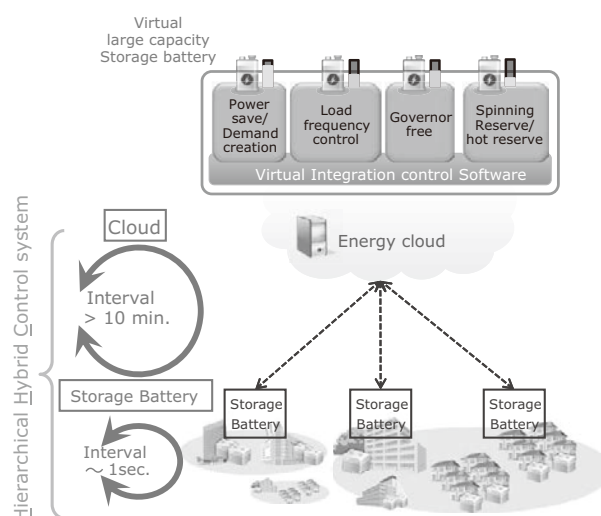 Virtual
large capacity
Storage battery
Power
save/
Demand
creation
Load
frequency
control
Governor
free
Spinning
Reserve/
hot reserve
Virtual Integration control Software
Energy cloud
Hierarchical Hybrid Control system
Cloud
Interval
> 10 min.
Storage Battery
Interval
～ 1sec.
Storage
Battery
Storage
Battery
Storage
Battery